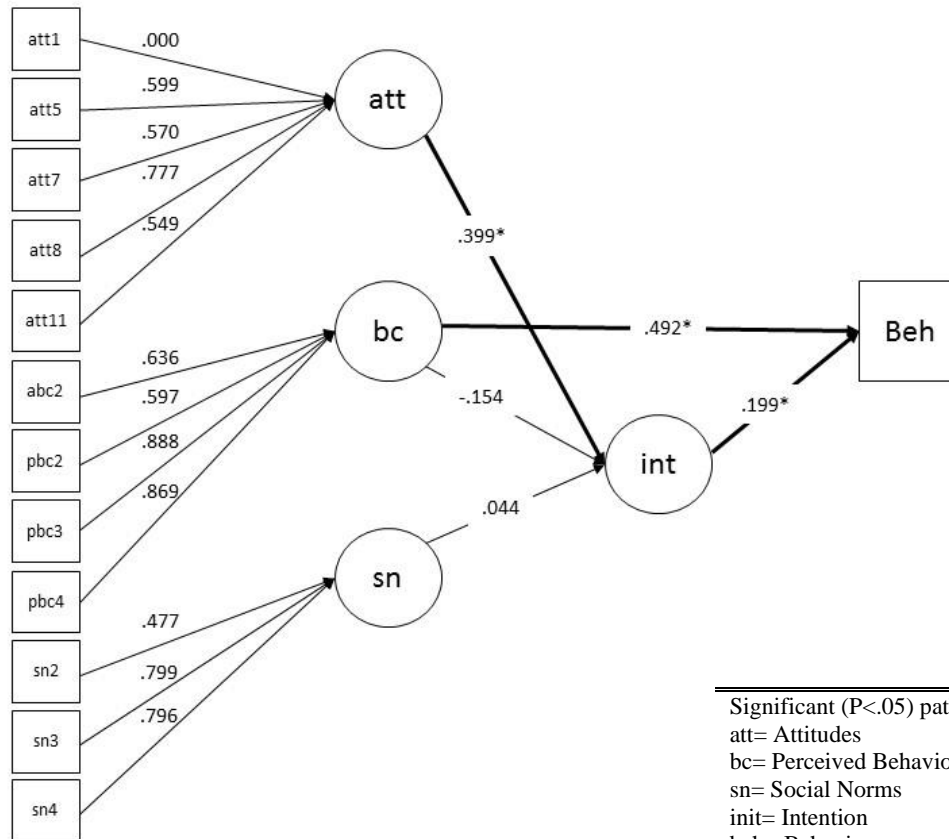 att1
.000
att5
.599
att7
.570
att8
.777
att11
.549
att
.399*
abc2
.636
pbc2
.597
pbc3
.888
pbc4
.869
bc
.492*
Beh
-.154
.199*
int
.044
sn
sn2
.477
sn3
.799
sn4
.796
Significant (P<.05)
att= Attitudes
bc= Perceived
sn= Social Norms
init= Intention